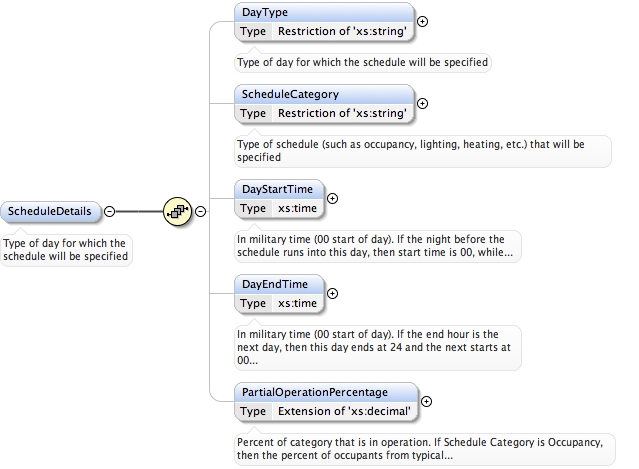 DayType
Type Restriction of 'xs:string'
Type of day for which the schedule will be specified
ScheduleCategory
Type Restriction of 'xs:string'
Type of schedule (such as occupancy, lighting, heating, etc.) that will be
specified
DayStartTime
Type xs:time
In military time (00 start of day). If the night before the
schedule runs into this day, then start time is 00, while...
ScheduleDetails
Type of day for which the
schedule will be specified
DayEndTime
Type xs:time
In military time (00 start of day). If the end hour is the
next day, then this day ends at 24 and the next starts at
00...
PartialOperationPercentage
Type Extension of 'xs:decimal'
Percent of category that is in operation. If Schedule Category is Occupancy,
then the percent of occupants from typical...